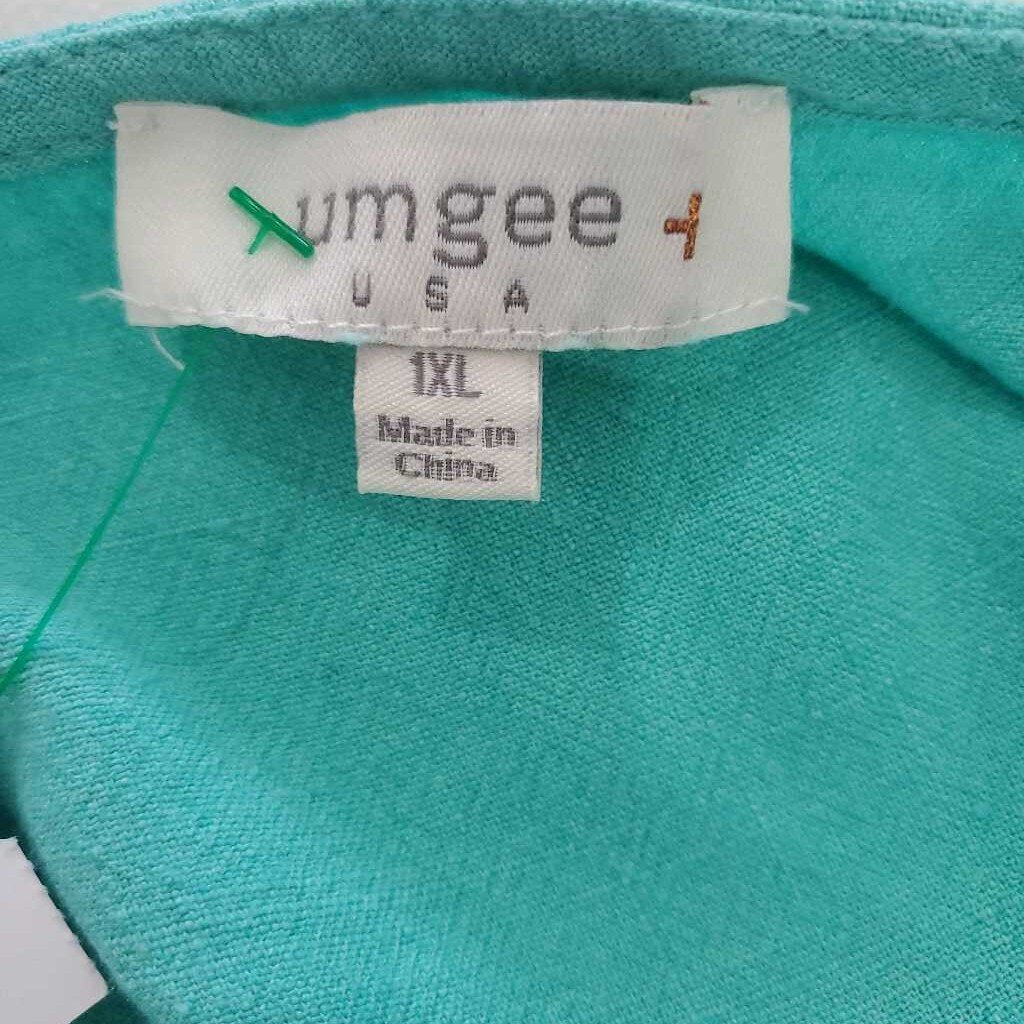 umgee +
USA
1XL
Made in
China